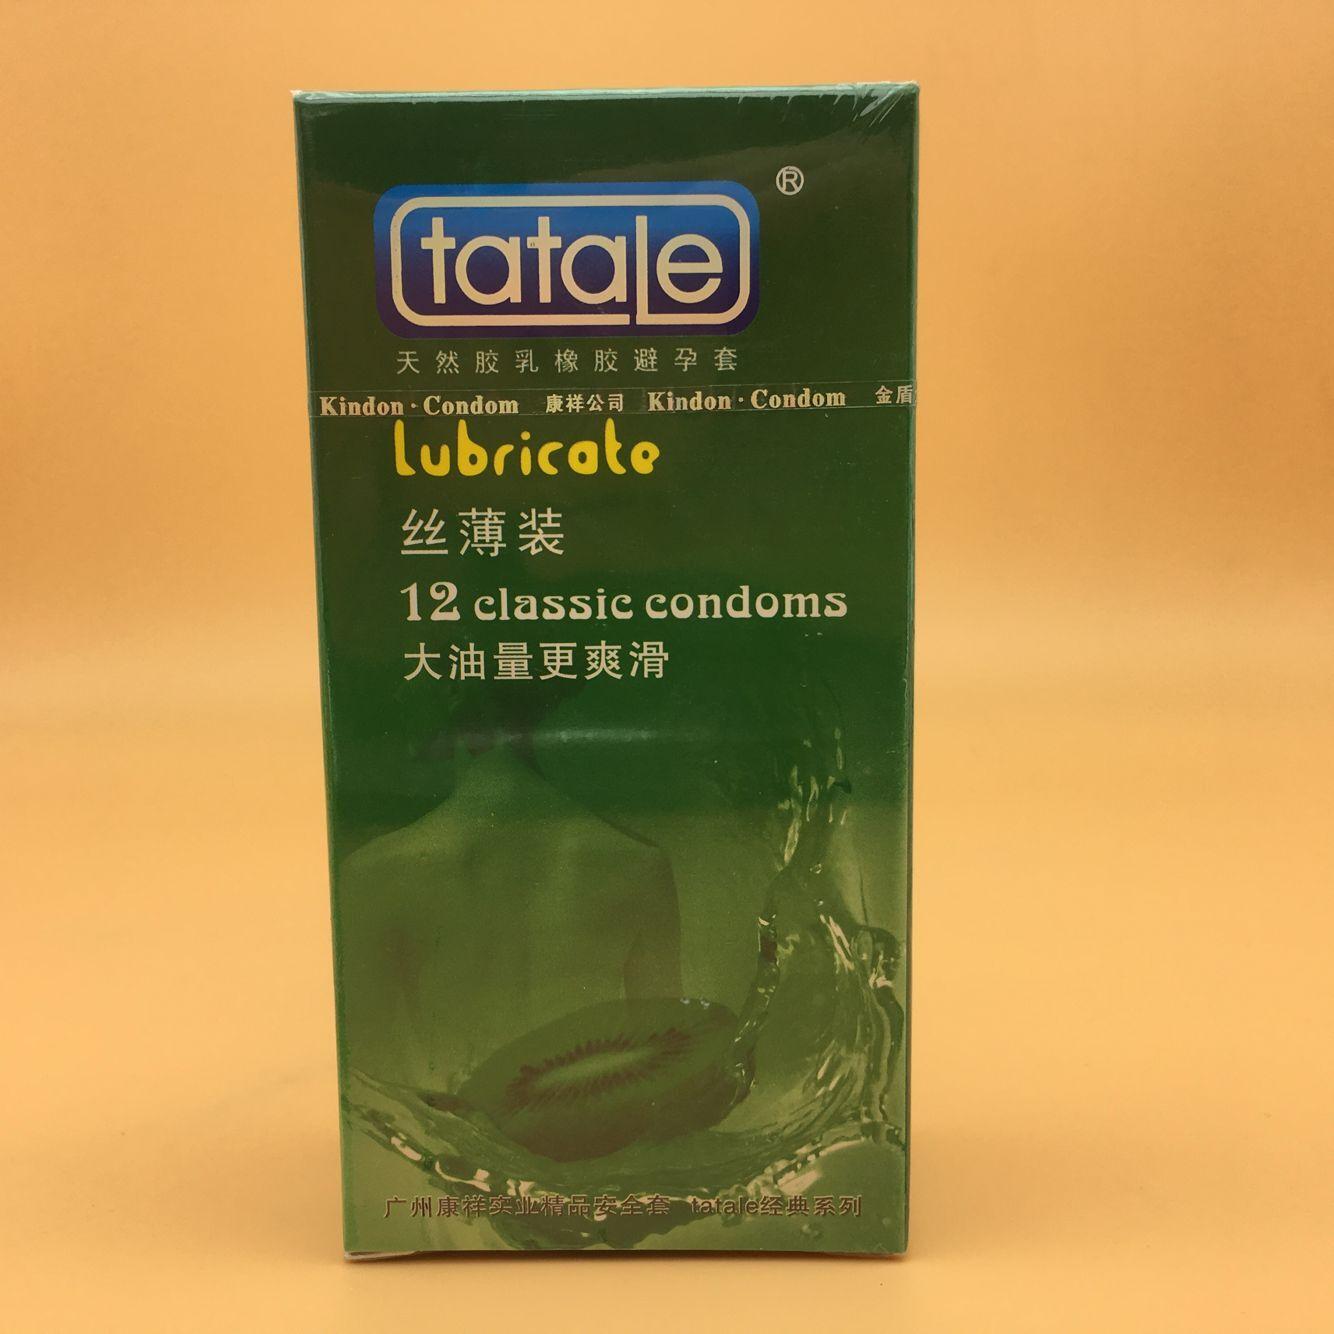 tatale ®
天然胶乳橡胶避孕套
Kindon·Condom 康祥公司 Kindon·Condom 金盾
Lubricate
丝薄装
12 classic condoms
大油量更爽滑
广州康祥实业精品安全套 tatale经典系列